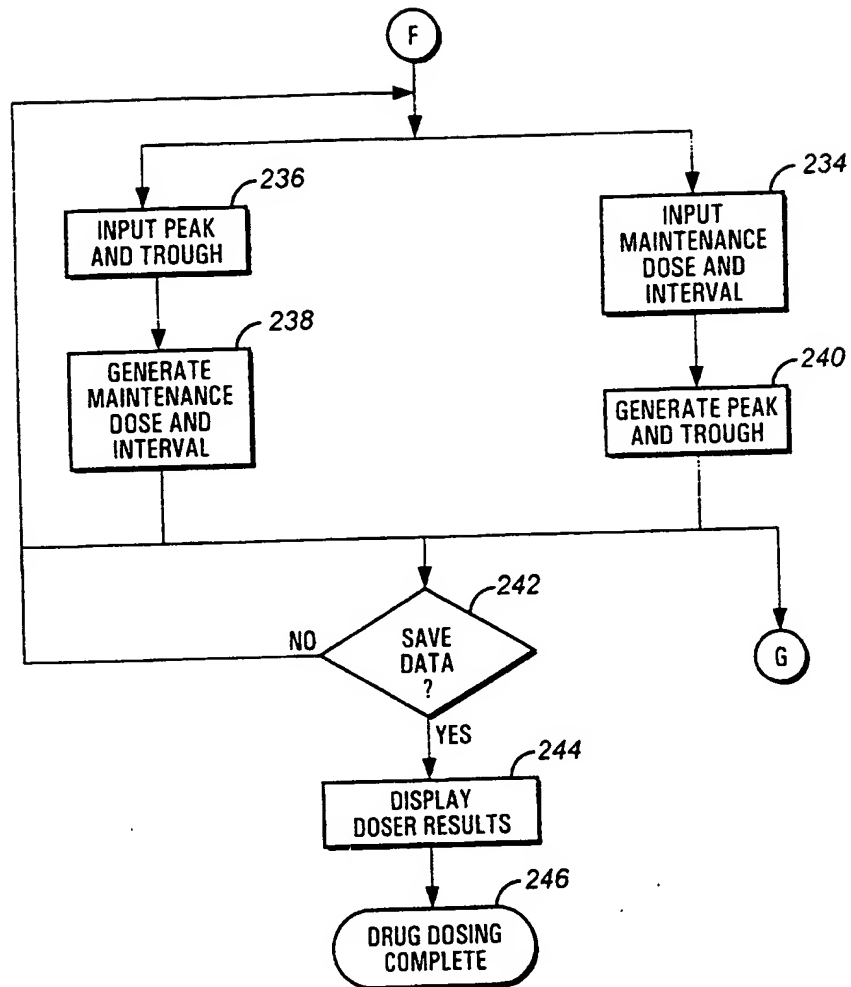 F
236
INPUT PEAK
AND TROUGH
234
INPUT
MAINTENANCE
DOSE AND
INTERVAL
238
GENERATE
MAINTENANCE
DOSE AND
INTERVAL
240
GENERATE PEAK
AND TROUGH
242
NO
SAVE
DATA
?
G
YES
244
DISPLAY
DOSER RESULTS
246
DRUG DOSING
COMPLETE